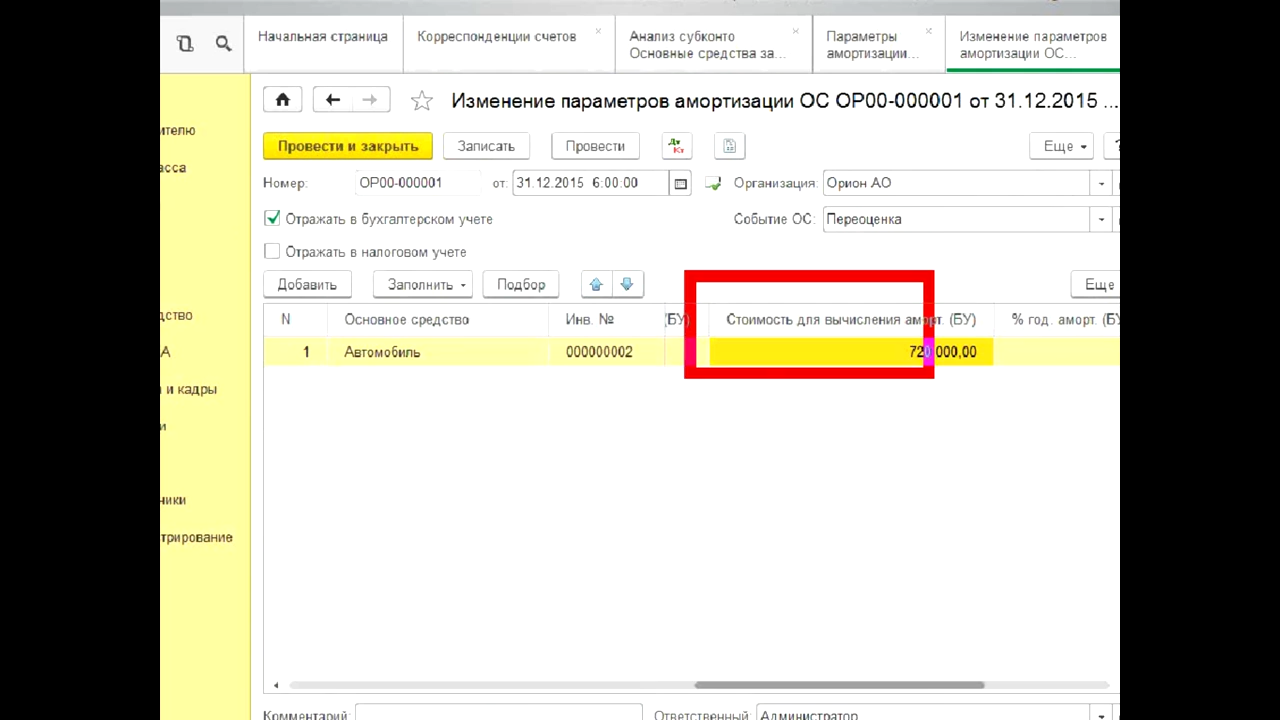 Начальная страница
Корреспонденции счетов
Анализ субконто
Основные средства за...
Параметры
амортизации...
Изменение параметров
амортизации ОС...
Изменение параметров амортизации ОС ОР00-000001 от 31.12.2015 ...
ителю
асса
дство
А
и кадры
и
ники
трирование
Провести и закрыть
Записать
Провести
Дт
Кт
Еще
?
Номер: ОР00-000001 от: 31.12.2015 6:00:00 Организация: Орион АО
Отражать в бухгалтерском учете
Событие ОС: Переоценка
Отражать в налоговом учете
Добавить
Заполнить
Подбор
Еще
N Основное средство Инв. № (БУ) Стоимость для вычисления аморт. (БУ) % год. аморт. (БУ
1 Автомобиль 000000002 720 000,00
Комментарий: Ответственный: Администратор